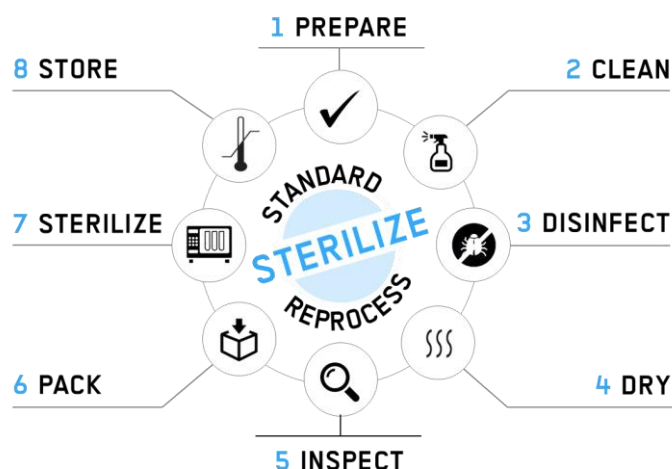 1 PREPARE
2 CLEAN
3 DISINFECT
4 DRY
5 INSPECT
6 PACK
7 STERILIZE
8 STORE
STANDARD
STERILIZE
REPROCESS